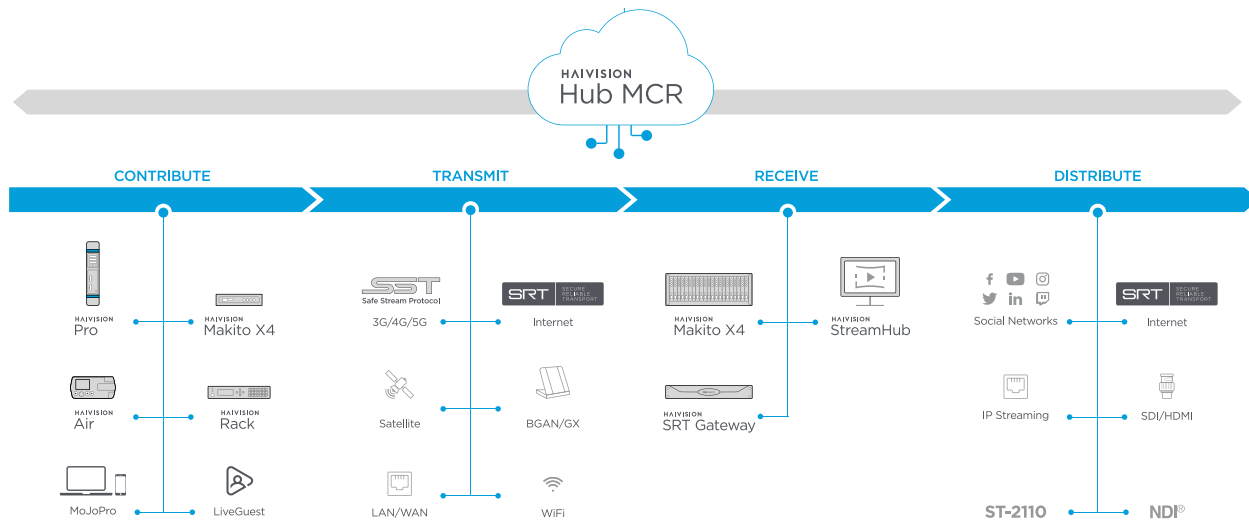 HAIVISION
Hub MCR
CONTRIBUTE
TRANSMIT
RECEIVE
DISTRIBUTE
HAIVISION
Pro
HAIVISION
Makito X4
HAIVISION
Air
HAIVISION
Rack
MoJoPro
LiveGuest
SST
Safe Stream Protocol
3G/4G/5G
SRT SECURE
RELIABLE
TRANSPORT
Internet
Satellite
BGAN/GX
LAN/WAN
WiFi
HAIVISION
Makito X4
HAIVISION
StreamHub
HAIVISION
SRT Gateway
Social Networks
SRT SECURE
RELIABLE
TRANSPORT
Internet
IP Streaming
SDI/HDMI
ST-2110
NDI®